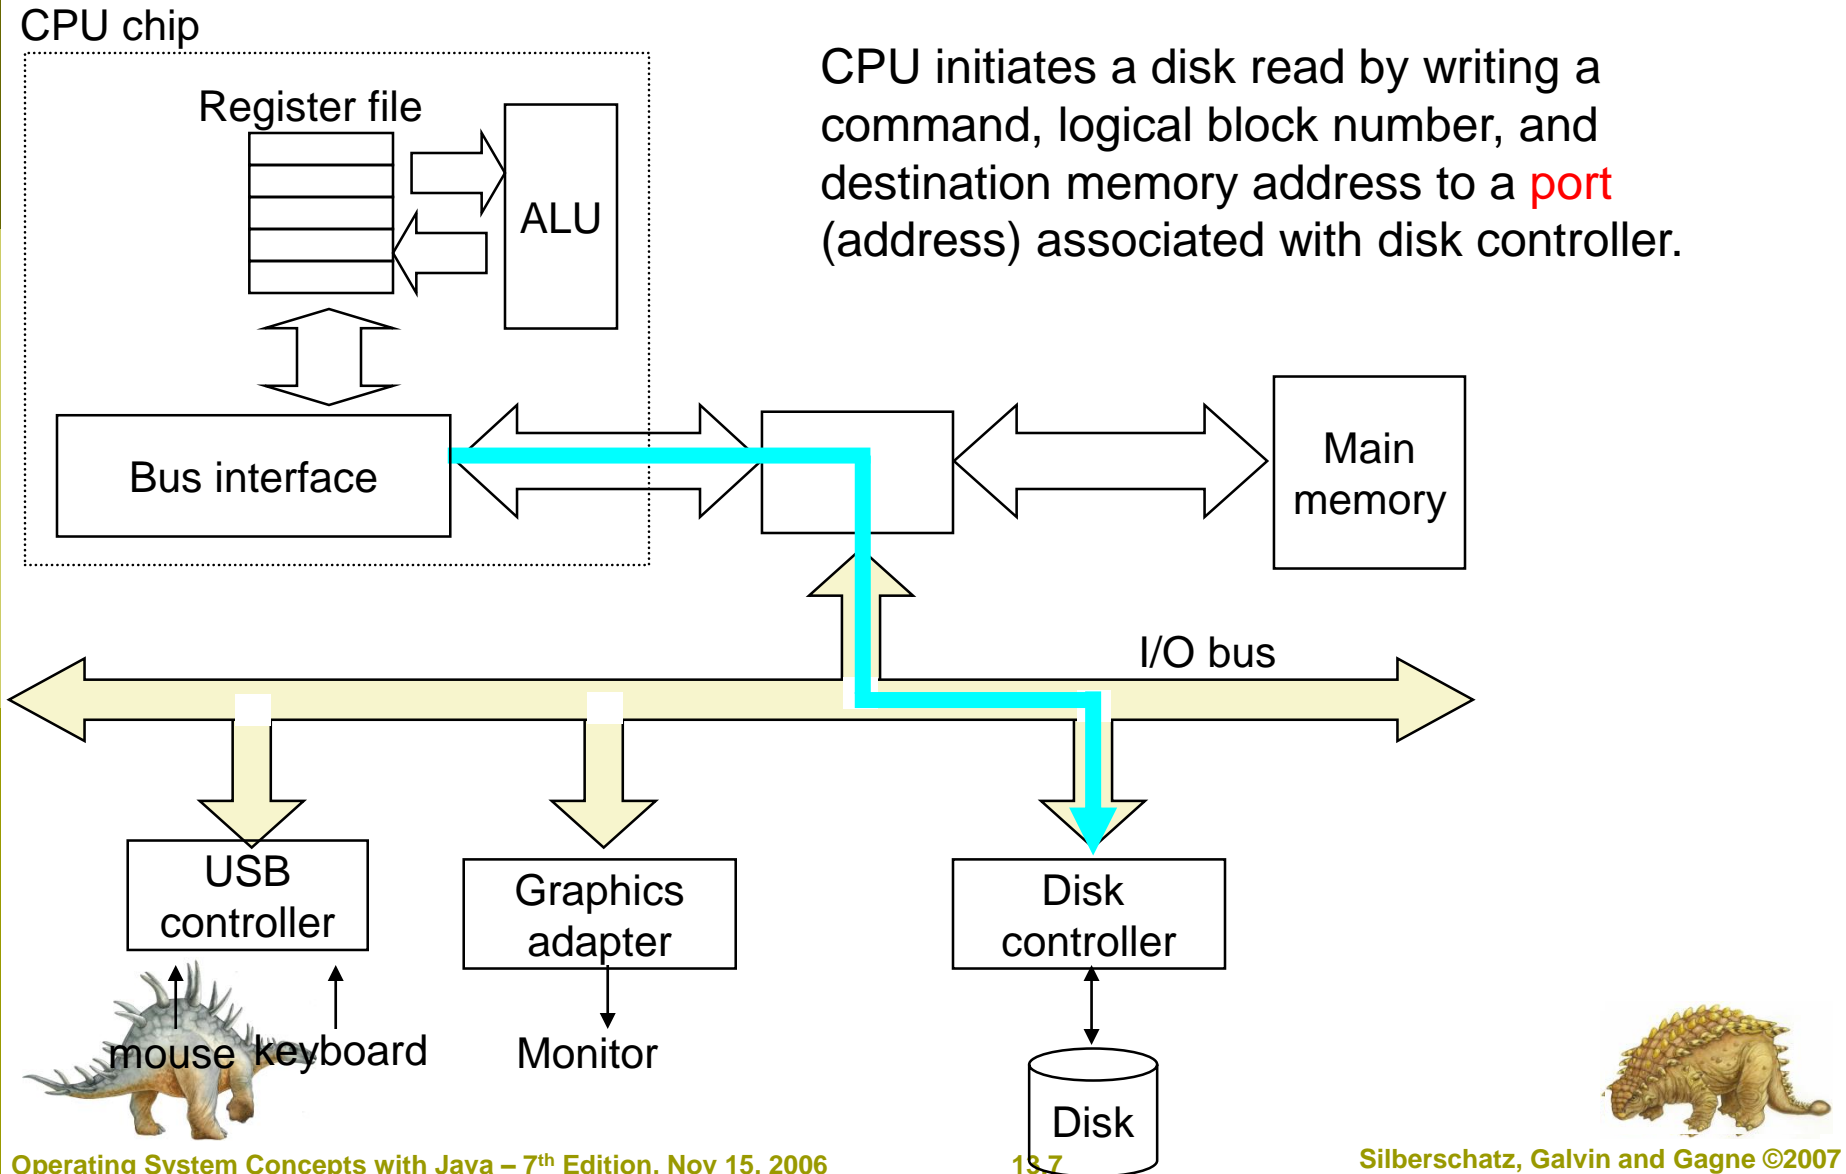 CPU chip
CPU initiates a disk read by writing a
command, logical block number, and
destination memory address to a port
(address) associated with disk controller.
Register file
ALU
Bus interface
Main
memory
I/O bus
USB
controller
Graphics
adapter
Disk
controller
mouse
keyboard
Monitor
Disk
Operating System Concepts with Java – 7th Edition, Nov 15, 2006
13.7
Silberschatz, Galvin and Gagne ©2007